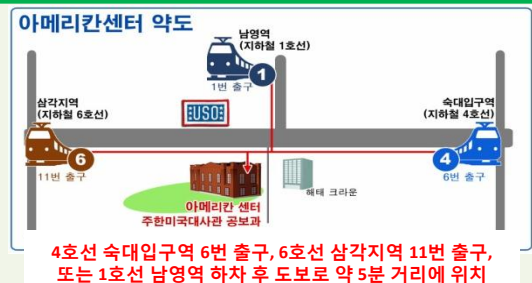 아메리칸센터 약도
남영역
(지하철 1호선)
1
1번 출구
삼각지역
(지하철 6호선)
USO
숙대입구역
(지하철 4호선)
6
11번 출구
4
6번 출구
해태 크라운
아메리칸 센터
주한미국대사관 공보과
4호선 숙대입구역 6번 출구, 6호선 삼각지역 11번 출구,
또는 1호선 남영역 하차 후 도보로 약 5분 거리에 위치